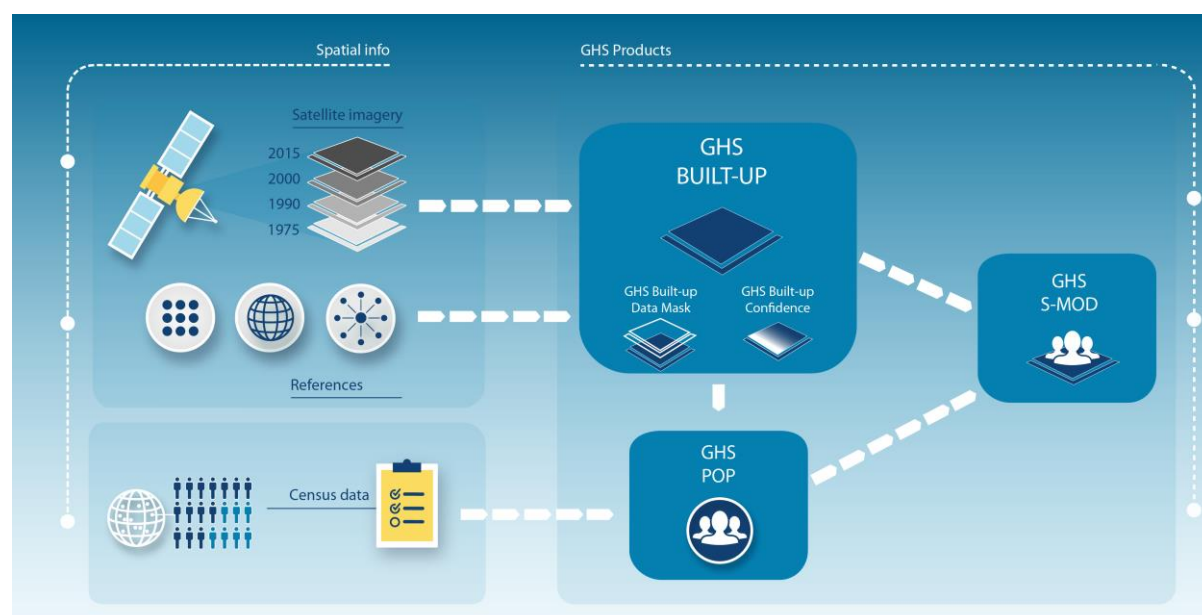 Spatial info
GHS Products
Satellite imagery
2015
2000
1990
1975
References
Census data
GHS
BUILT-UP
GHS Built-up
Data Mask
GHS Built-up
Confidence
GHS
POP
GHS
S-MOD